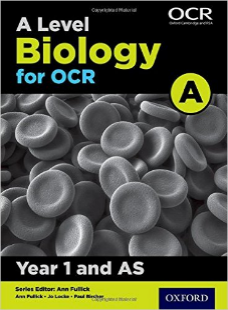 OCR
Oxford Cambridge and RSA
A Level
Biology
for OCR
A
Year 1 and AS
Series Editor: Ann Fullick
Ann Fullick • Jo Locke • Paul Bircher
OXFORD